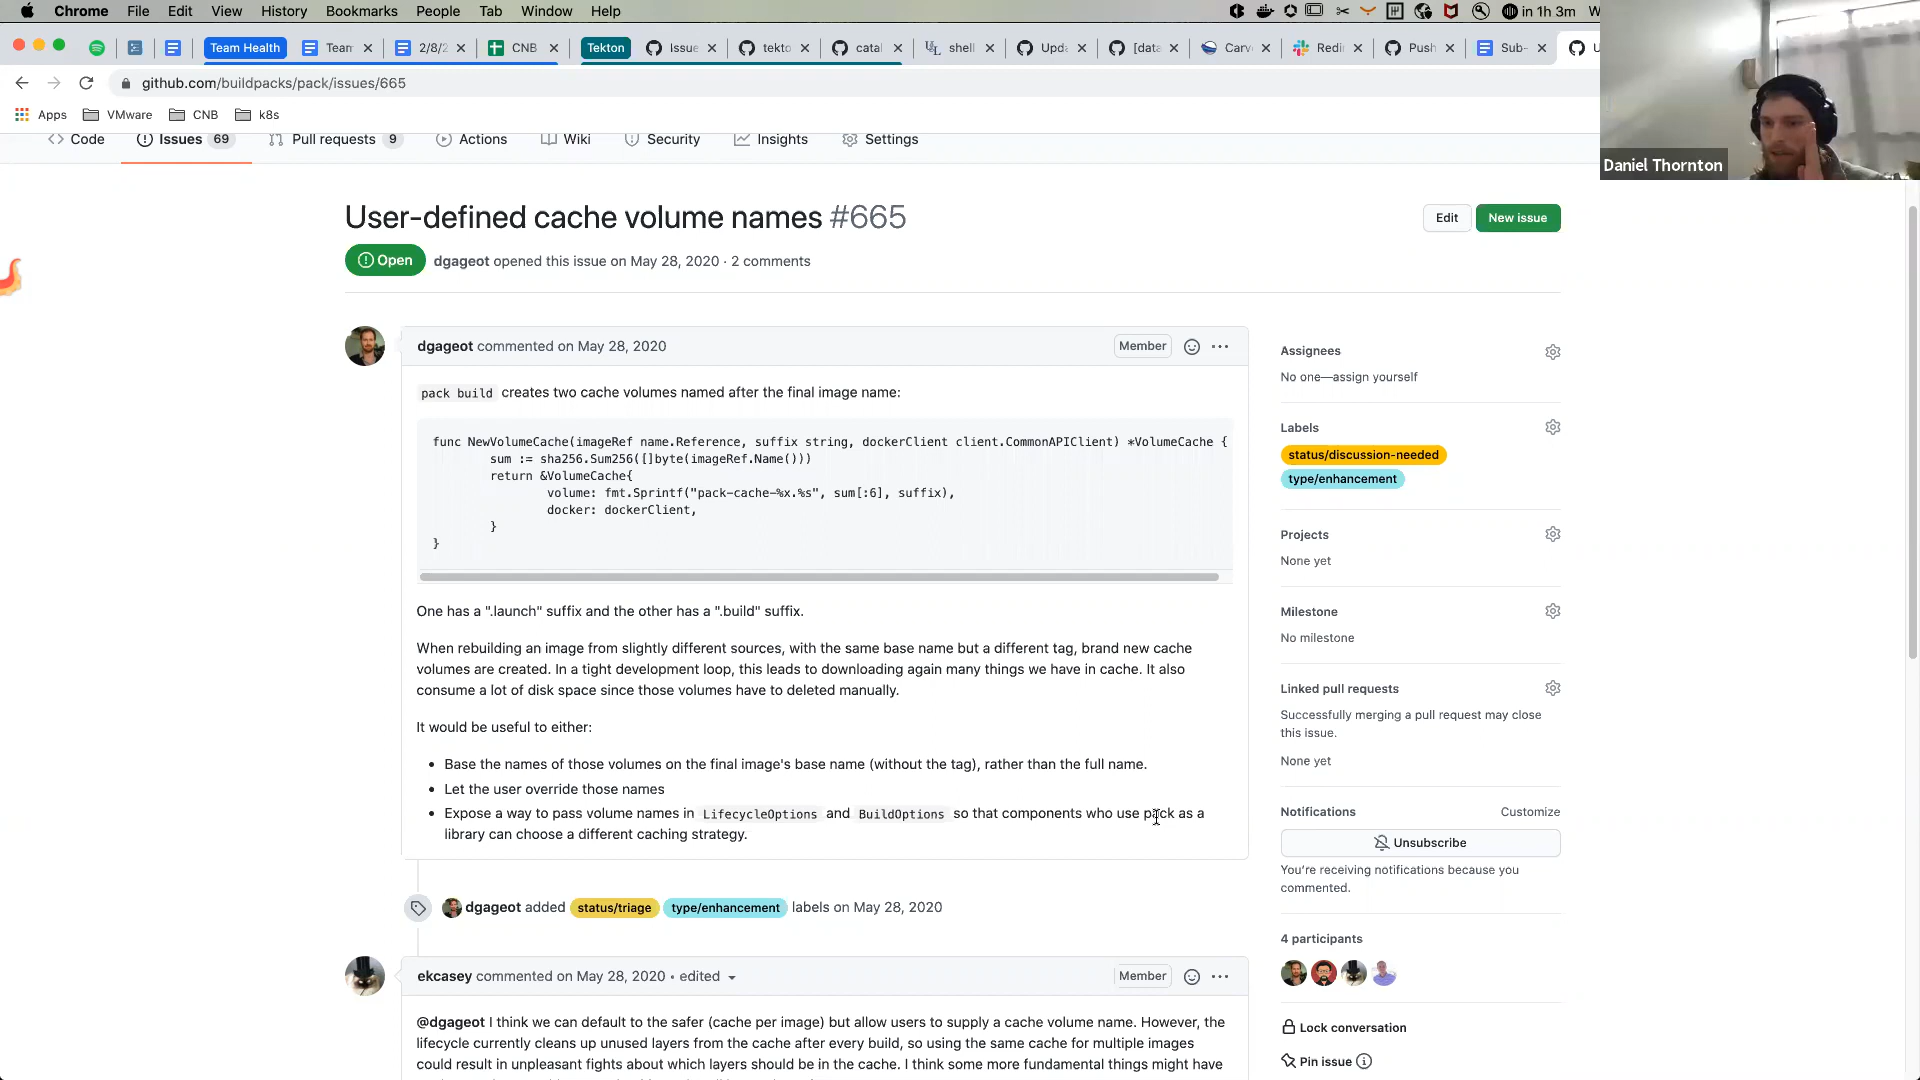 Chrome File Edit View History Bookmarks People Tab Window Help in 1h 3m
Team Health Team 2/8/2 CNB Tekton Issue tekto catal shell Upda [data Carv Redi Push Sub-
github.com/buildpacks/pack/issues/665
Apps VMware CNB k8s
Code Issues 69 Pull requests 9 Actions Wiki Security Insights Settings
Daniel Thornton
User-defined cache volume names #665
Edit New issue
Open dgageot opened this issue on May 28, 2020 · 2 comments
dgageot commented on May 28, 2020 Member
pack build creates two cache volumes named after the final image name:
func NewVolumeCache(imageRef name.Reference, suffix string, dockerClient client.CommonAPIClient) *VolumeCache {
sum := sha256.Sum256([]byte(imageRef.Name()))
return &VolumeCache{
volume: fmt.Sprintf("pack-cache-%x.%s", sum[:6], suffix),
docker: dockerClient,
}
}
One has a ".launch" suffix and the other has a ".build" suffix.
When rebuilding an image from slightly different sources, with the same base name but a different tag, brand new cache
volumes are created. In a tight development loop, this leads to downloading again many things we have in cache. It also
consume a lot of disk space since those volumes have to deleted manually.
It would be useful to either:
• Base the names of those volumes on the final image's base name (without the tag), rather than the full name.
• Let the user override those names
• Expose a way to pass volume names in LifecycleOptions and BuildOptions so that components who use pack as a
library can choose a different caching strategy.
dgageot added status/triage type/enhancement labels on May 28, 2020
ekcasey commented on May 28, 2020 • edited Member
@dgageot I think we can default to the safer (cache per image) but allow users to supply a cache volume name. However, the
lifecycle currently cleans up unused layers from the cache after every build, so using the same cache for multiple images
could result in unpleasant fights about which layers should be in the cache. I think some more fundamental things might have
Assignees
No one—assign yourself
Labels
status/discussion-needed
type/enhancement
Projects
None yet
Milestone
No milestone
Linked pull requests
Successfully merging a pull request may close
this issue.
None yet
Notifications Customize
Unsubscribe
You're receiving notifications because you
commented.
4 participants
Lock conversation
Pin issue